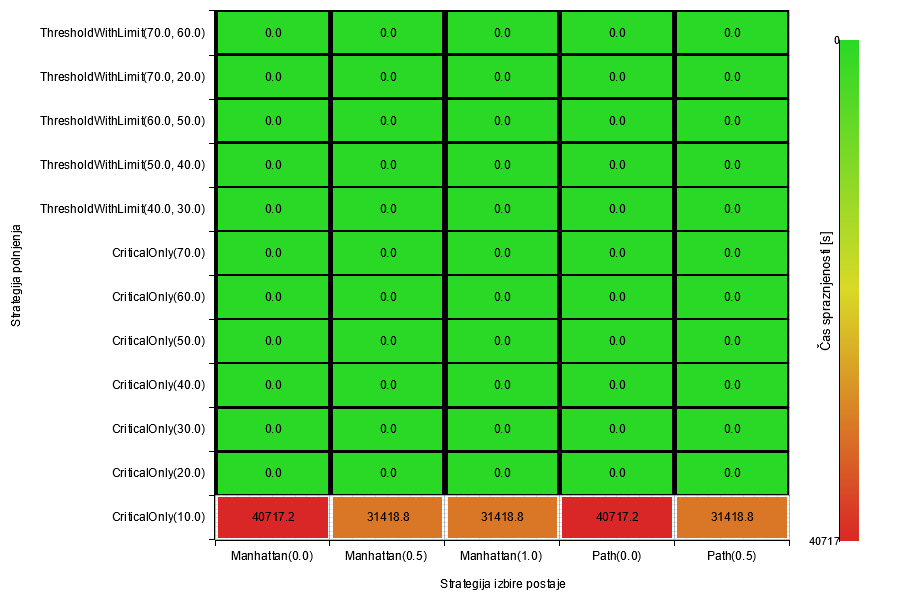 ThresholdWithLimit(70.0, 60.0) 0.0 0.0 0.0 0.0 0.0
ThresholdWithLimit(70.0, 20.0) 0.0 0.0 0.0 0.0 0.0
ThresholdWithLimit(60.0, 50.0) 0.0 0.0 0.0 0.0 0.0
ThresholdWithLimit(50.0, 40.0) 0.0 0.0 0.0 0.0 0.0
ThresholdWithLimit(40.0, 30.0) 0.0 0.0 0.0 0.0 0.0
CriticalOnly(70.0) 0.0 0.0 0.0 0.0 0.0
CriticalOnly(60.0) 0.0 0.0 0.0 0.0 0.0
CriticalOnly(50.0) 0.0 0.0 0.0 0.0 0.0
CriticalOnly(40.0) 0.0 0.0 0.0 0.0 0.0
CriticalOnly(30.0) 0.0 0.0 0.0 0.0 0.0
CriticalOnly(20.0) 0.0 0.0 0.0 0.0 0.0
CriticalOnly(10.0) 40717.2 31418.8 31418.8 40717.2 31418.8
Manhattan(0.0) Manhattan(0.5) Manhattan(1.0) Path(0.0) Path(0.5)
Strategija izbire postaje
Strategija polnjenja
0
40717
Čas spraznjenosti [s]